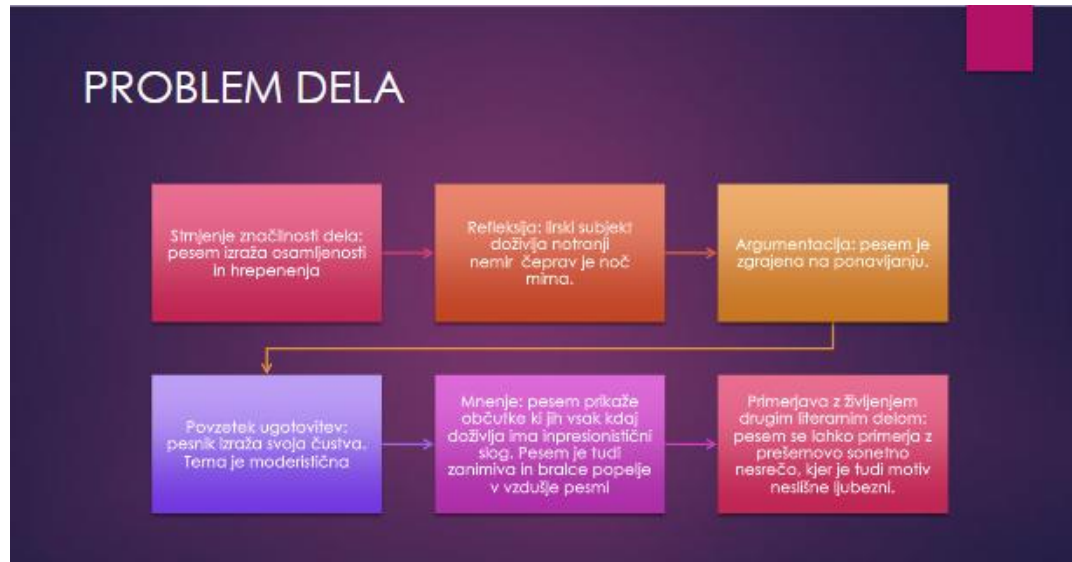 PROBLEM DELA
Strnjenje značilnosti dela:
pesem izraža osamljenosti
in hrepenenja
Refleksija: lirski subjekt
doživlja notranji
nemir čeprav je noč
mirna.
Argumentacija: pesem je
zgrajena na ponavljanju.
Povzetek ugotovitev:
pesnik izraža svoja čustva.
Tema je moderistična
Mnenje: pesem prikaže
občutke ki jih vsak kdaj
doživlja ima inpresionistični
slog. Pesem je tudi
zanimiva in bralce popelje
v vzdušje pesmi
Primerjava z življenjem
drugim literarnim delom:
pesem se lahko primerja z
prešernovo sonetno
nesrečo, kjer je tudi motiv
neslišne ljubezni.